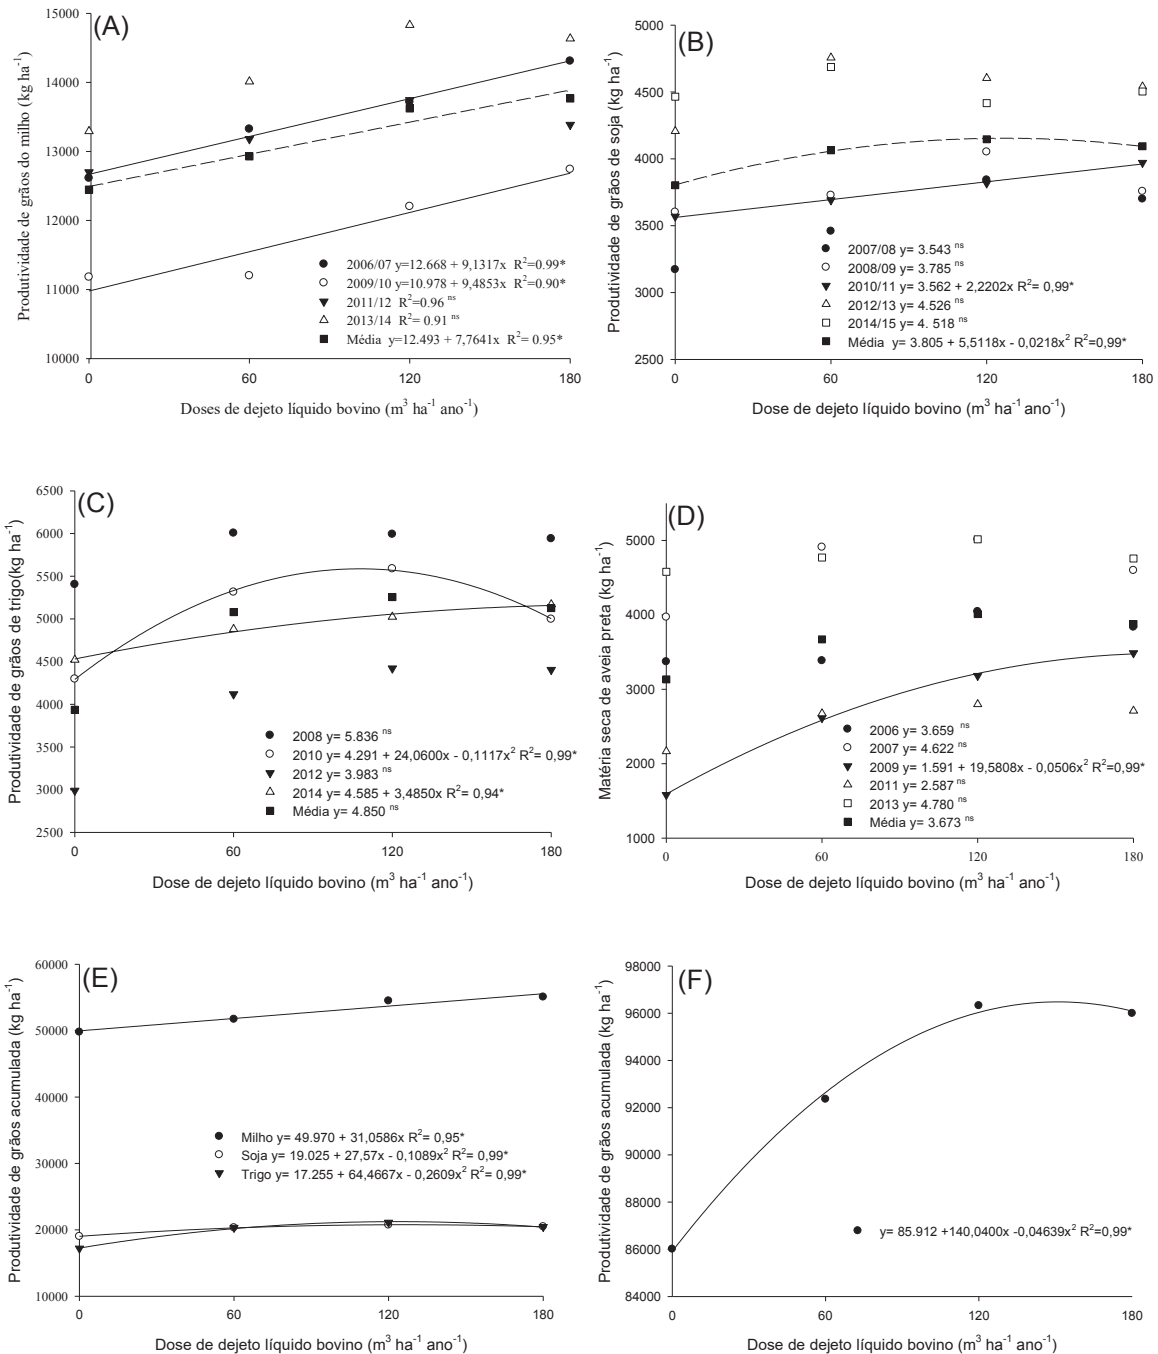 (A)
Produtividade de grãos do milho (kg ha⁻¹)
15000
14000
13000
12000
11000
10000
2006/07 y=12.668 + 9,1317x R²=0.99*
2009/10 y=10.978 + 9,4853x R²=0.90*
2011/12 R²=0.96 ns
2013/14 R²= 0.91 ns
Média y=12.493 + 7,7641x R²= 0.95*
0 60 120 180
Doses de dejeto líquido bovino (m³ ha⁻¹ ano⁻¹)
(B)
Produtividade de grãos de soja (kg ha⁻¹)
5000
4500
4000
3500
3000
2500
2007/08 y= 3.543 ns
2008/09 y= 3.785 ns
2010/11 y= 3.562 + 2,2202x R²= 0,99*
2012/13 y= 4.526 ns
2014/15 y= 4. 518 ns
Média y= 3.805 + 5,5118x - 0,0218x² R²=0,99*
0 60 120 180
Dose de dejeto líquido bovino (m³ ha⁻¹ ano⁻¹)
(C)
Produtividade de grãos de trigo(kg ha⁻¹)
6500
6000
5500
5000
4500
4000
3500
3000
2500
2008 y= 5.836 ns
2010 y= 4.291 + 24,0600x - 0,1117x² R²= 0,99*
2012 y= 3.983 ns
2014 y= 4.585 + 3,4850x R²= 0,94*
Média y= 4.850 ns
0 60 120 180
Dose de dejeto líquido bovino (m³ ha⁻¹ ano⁻¹)
(D)
Matéria seca de aveia preta (kg ha⁻¹)
5000
4000
3000
2000
1000
2006 y= 3.659 ns
2007 y= 4.622 ns
2009 y= 1.591 + 19,5808x - 0,0506x² R²=0,99*
2011 y= 2.587 ns
2013 y= 4.780 ns
Média y= 3.673 ns
0 60 120 180
Dose de dejeto líquido bovino (m³ ha⁻¹ ano⁻¹)
(E)
Produtividade de grãos acumulada(kg ha⁻¹)
60000
50000
40000
30000
20000
10000
Milho y= 49.970 + 31,0586x R²= 0,95*
Soja y= 19.025 + 27,57x - 0,1089x² R²= 0,99*
Trigo y= 17.255 + 64,4667x - 0,2609x² R²= 0,99*
0 60 120 180
Dose de dejeto líquido bovino (m³ ha⁻¹ ano⁻¹)
(F)
Produtividade de grãos acumulada (kg ha⁻¹)
98000
96000
94000
92000
90000
88000
86000
84000
y= 85.912 +140,0400x -0,04639x² R²=0,99*
0 60 120 180
Dose de dejeto líquido bovino (m³ ha⁻¹ ano⁻¹)